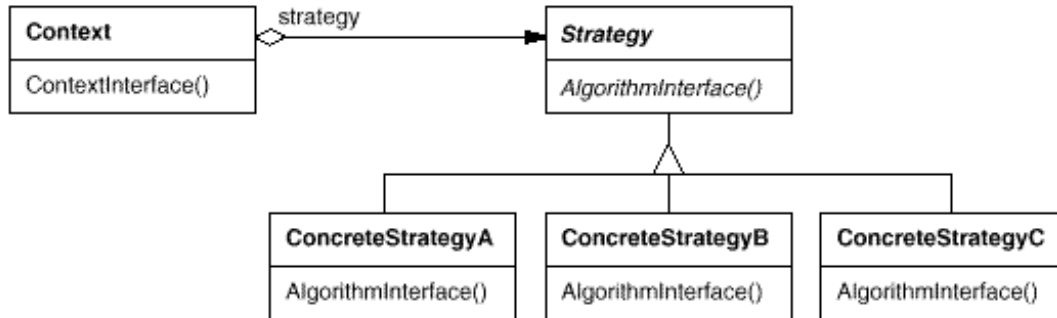 strategy
Context
Strategy
ContextInterface()
AlgorithmInterface()
ConcreteStrategyA
ConcreteStrategyB
ConcreteStrategyC
AlgorithmInterface()
AlgorithmInterface()
AlgorithmInterface()